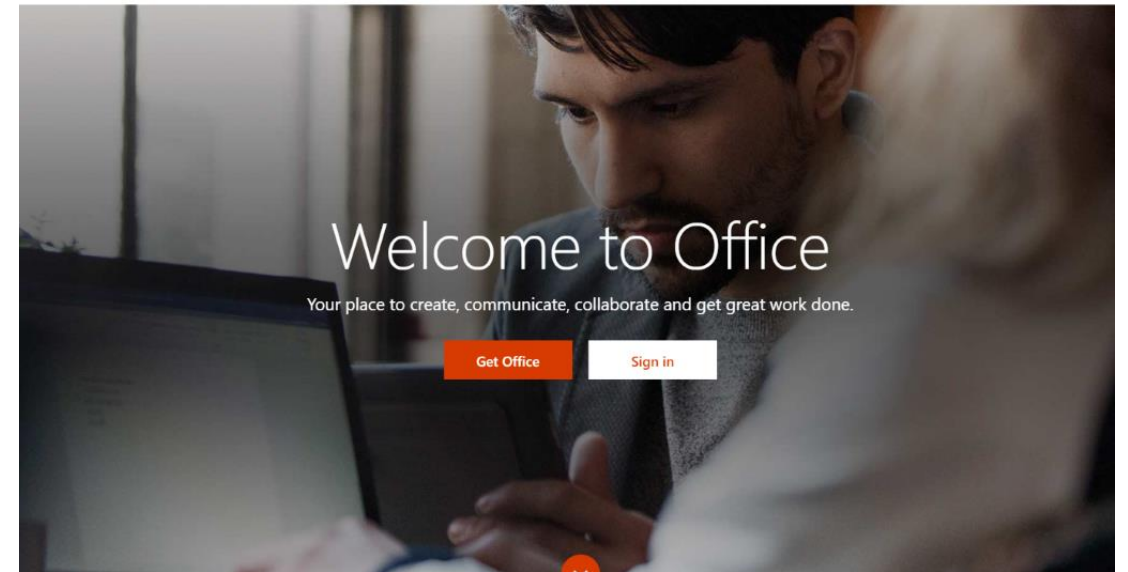 Welcome to Office
Your place to create, communicate, collaborate and get great work done.
Get Office
Sign in